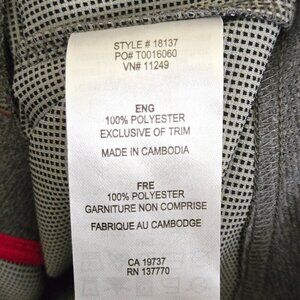 STYLE # 18137
PO# T0016060
VN# 11249
ENG
100% POLYESTER
EXCLUSIVE OF TRIM
MADE IN CAMBODIA
FRE
100% POLYESTER
GARNITURE NON COMPRISE
FABRIQUE AU CAMBODGE
CA 19737
RN 137770